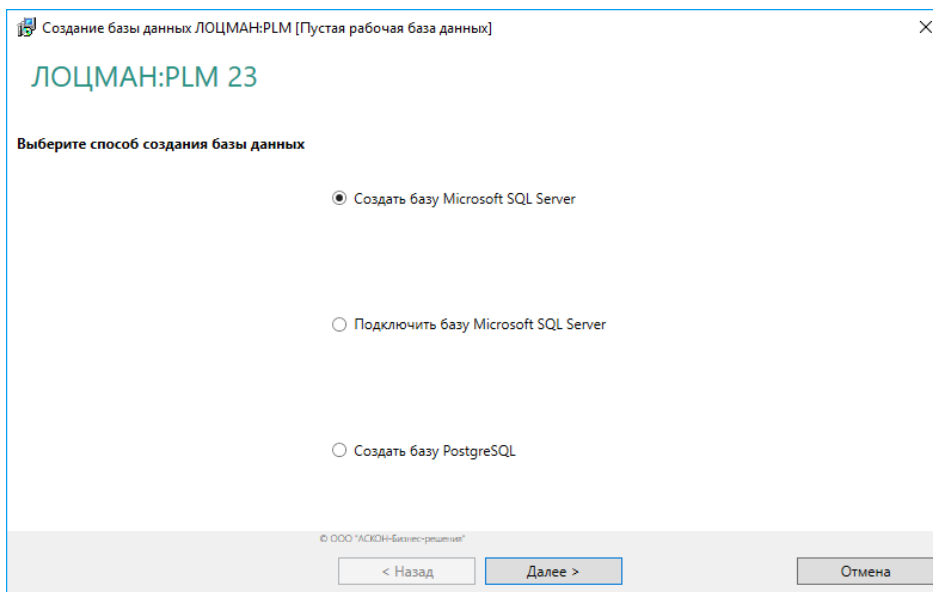 Создание базы данных ЛОЦМАН:PLM [Пустая рабочая база данных]
ЛОЦМАН:PLM 23
Выберите способ создания базы данных
Создать базу Microsoft SQL Server
Подключить базу Microsoft SQL Server
Создать базу PostgreSQL
© ООО "АСКОН-Бизнес-решения"
< Назад
Далее >
Отмена